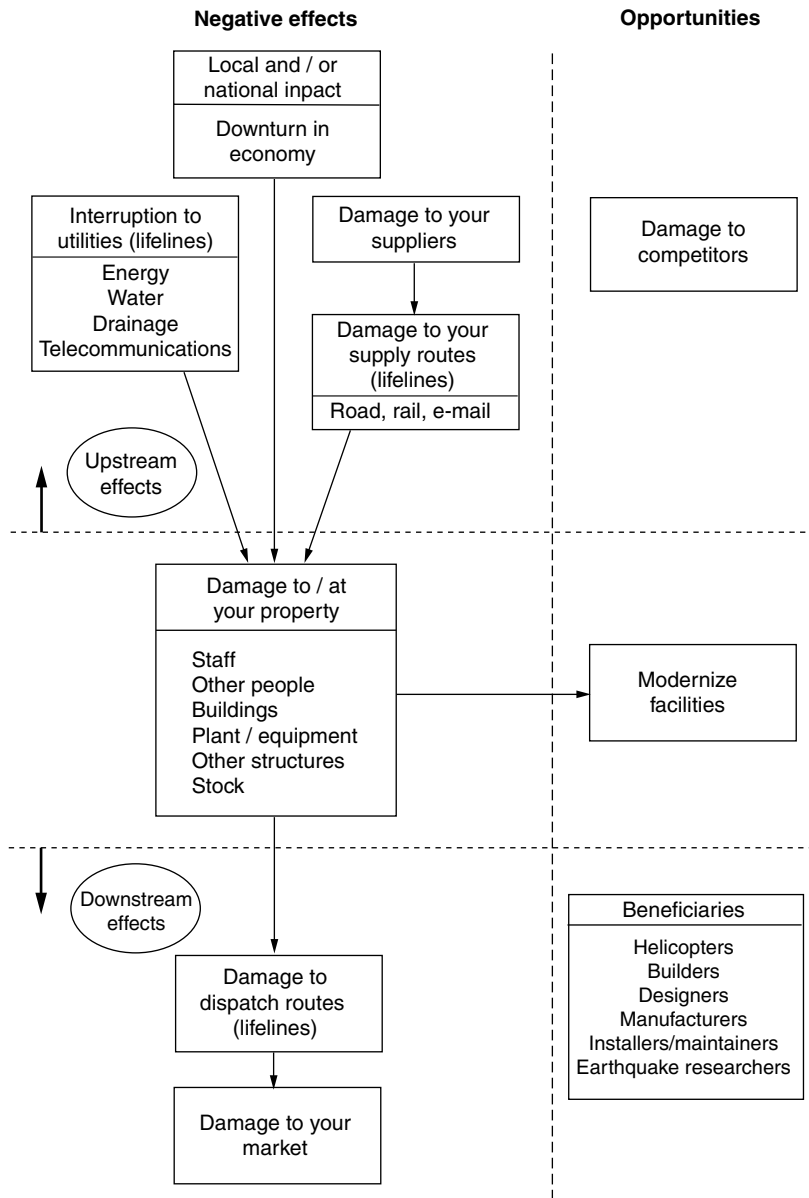 Negative effects
Opportunities
Local and / or
national inpact
Downturn in
economy
Interruption to
utilities (lifelines)
Energy
Water
Drainage
Telecommunications
Damage to your
suppliers
Damage to your
supply routes
(lifelines)
Road, rail, e-mail
Damage to
competitors
Upstream
effects
Damage to / at
your property
Staff
Other people
Buildings
Plant / equipment
Other structures
Stock
Modernize
facilities
Downstream
effects
Damage to
dispatch routes
(lifelines)
Damage to your
market
Beneficiaries
Helicopters
Builders
Designers
Manufacturers
Installers/maintainers
Earthquake researchers